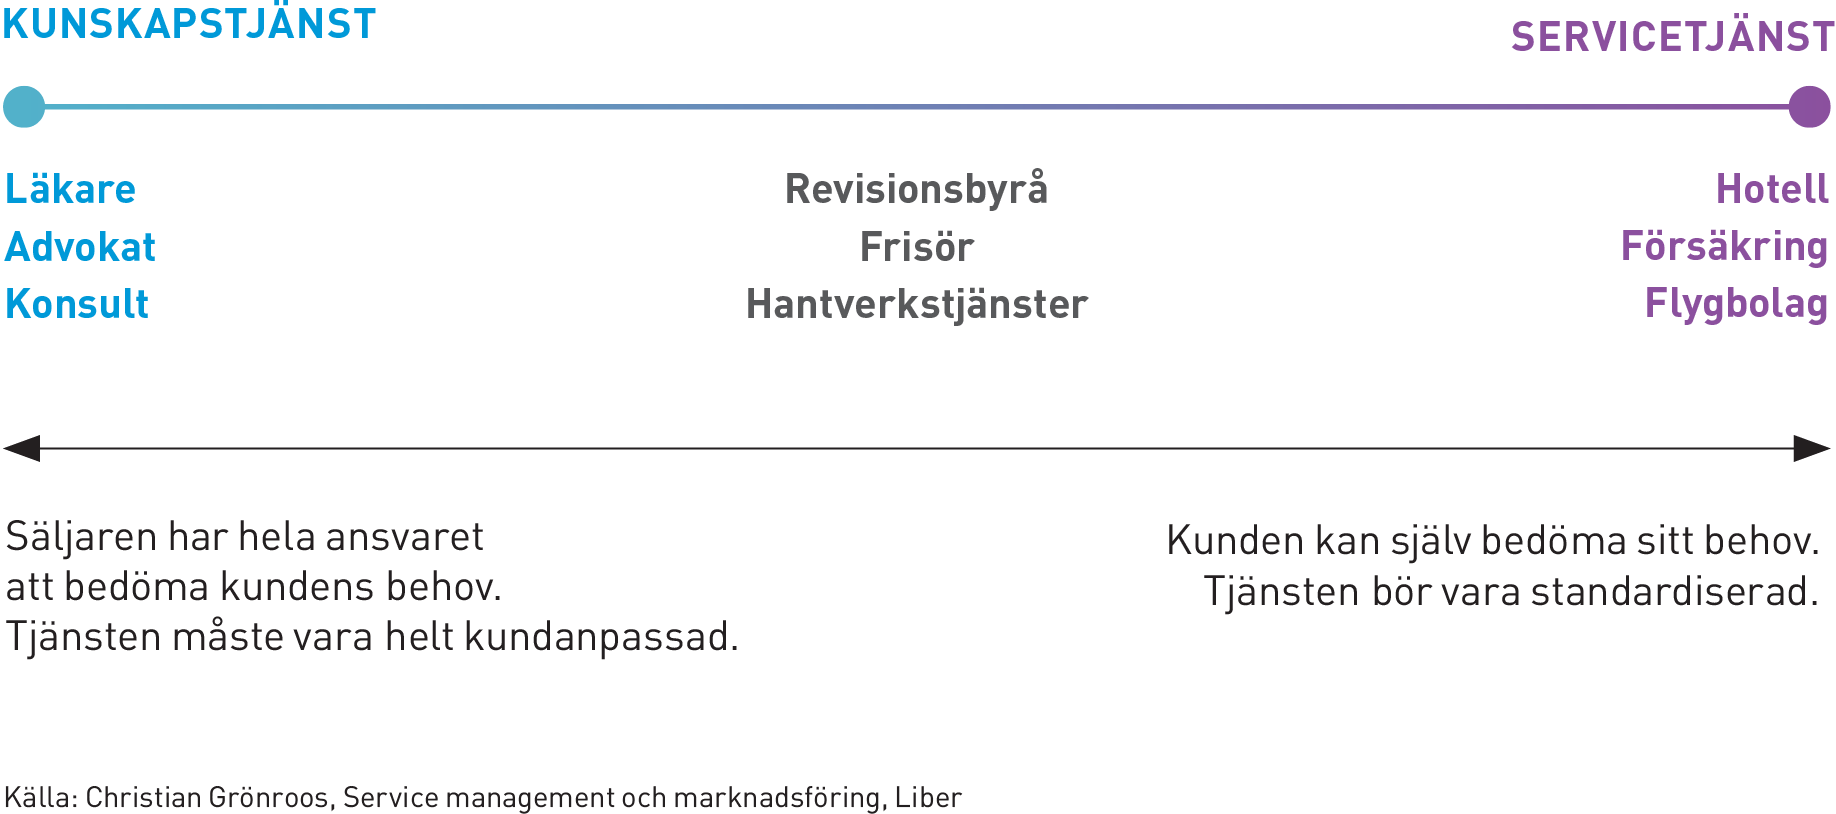 KUNSKAPSTJÄNST
SERVICETJÄNST
Läkare
Advokat
Konsult
Revisionsbyrå
Frisör
Hantverkstjänster
Hotell
Försäkring
Flygbolag
Säljaren har hela ansvaret
att bedöma kundens behov.
Tjänsten måste vara helt kundanpassad.
Kunden kan själv bedöma sitt behov.
Tjänsten bör vara standardiserad.
Källa: Christian Grönroos, Service management och marknadsföring, Liber